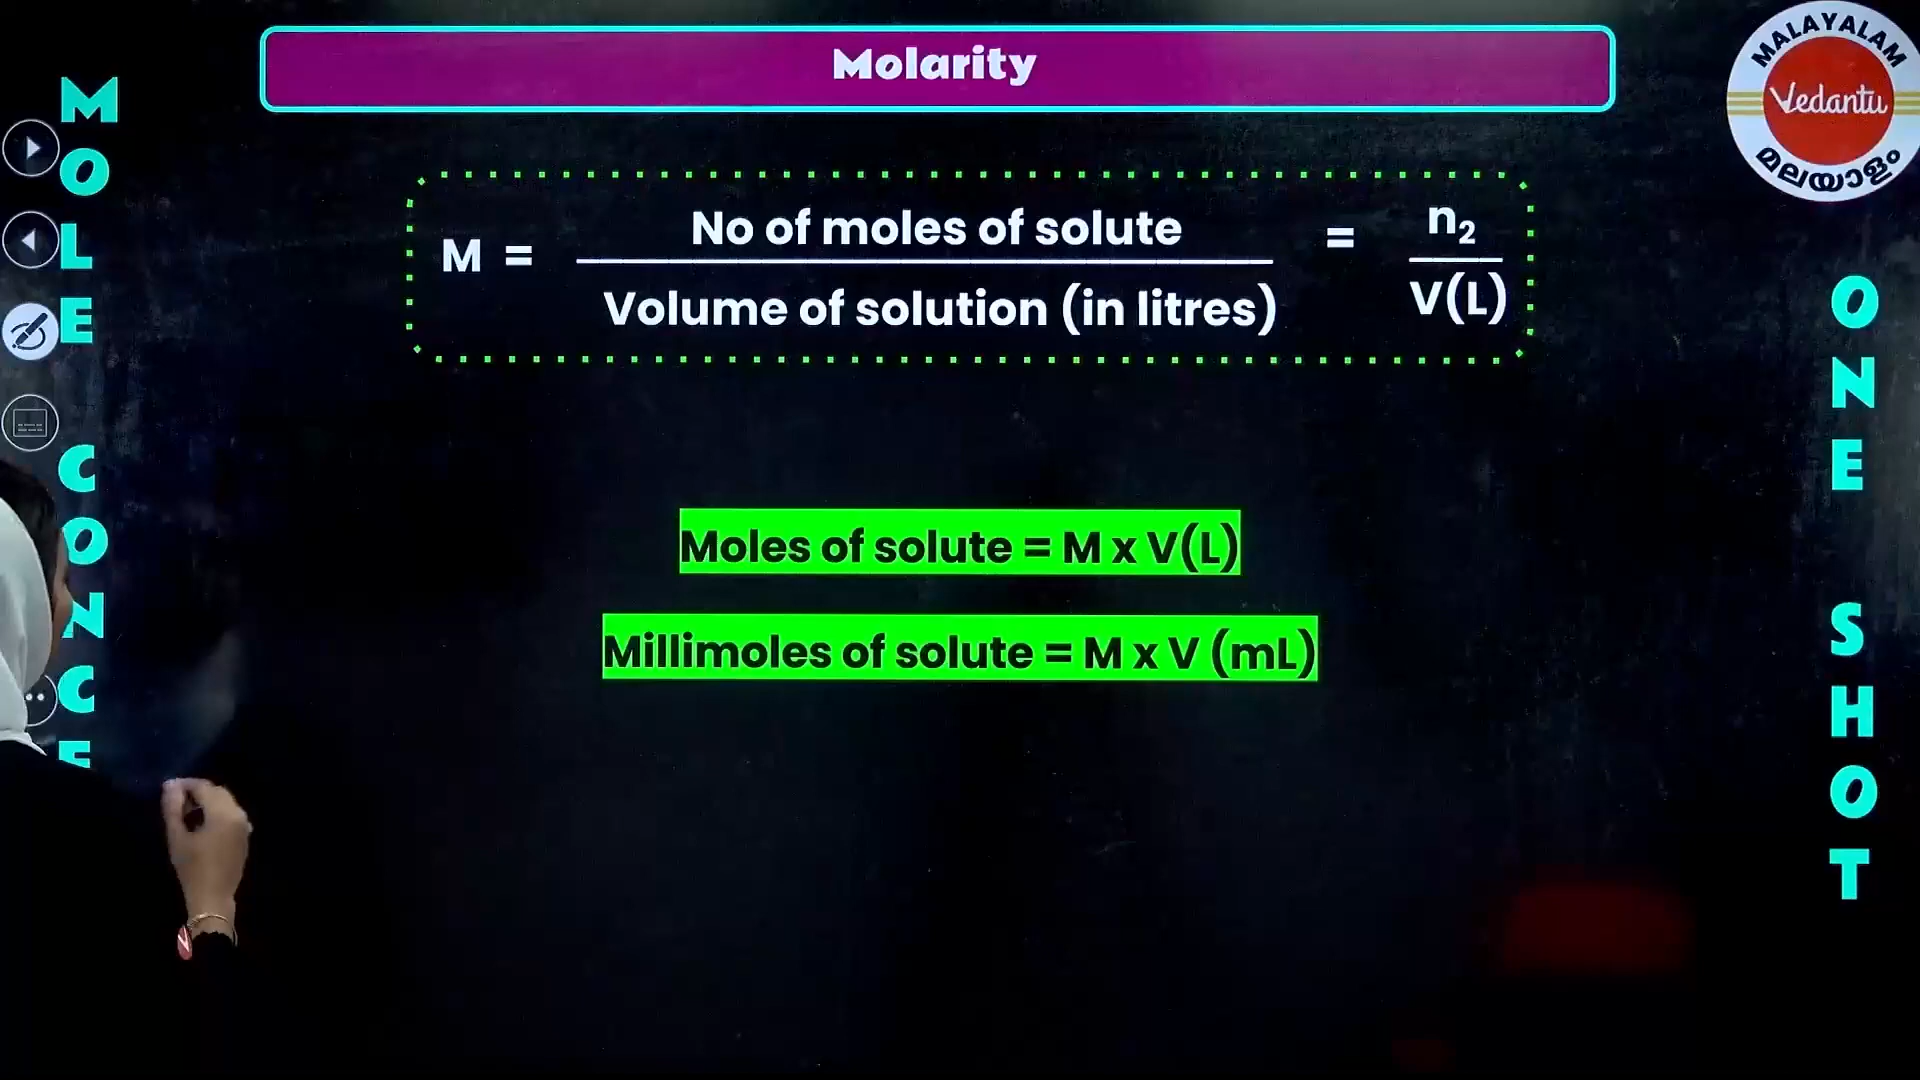 Molarity
MALAYALAM
Vedantu
മലയാളം
M = No of moles of solute / Volume of solution (in litres) = n₂ / V(L)
Moles of solute = M x V(L)
Millimoles of solute = M x V (mL)
MOLE CONCE
ONE SHOT